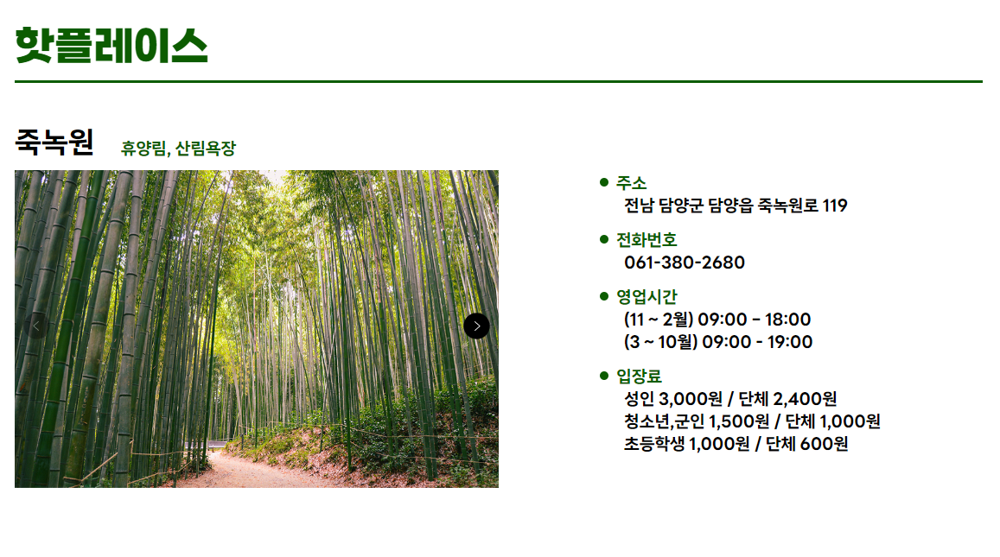 핫플레이스
죽녹원 휴양림, 산림욕장
주소
전남 담양군 담양읍 죽녹원로 119
전화번호
061-380-2680
영업시간
(11 ~ 2월) 09:00 – 18:00
(3 ~ 10월) 09:00 - 19:00
입장료
성인 3,000원 / 단체 2,400원
청소년,군인 1,500원 / 단체 1,000원
초등학생 1,000원 / 단체 600원